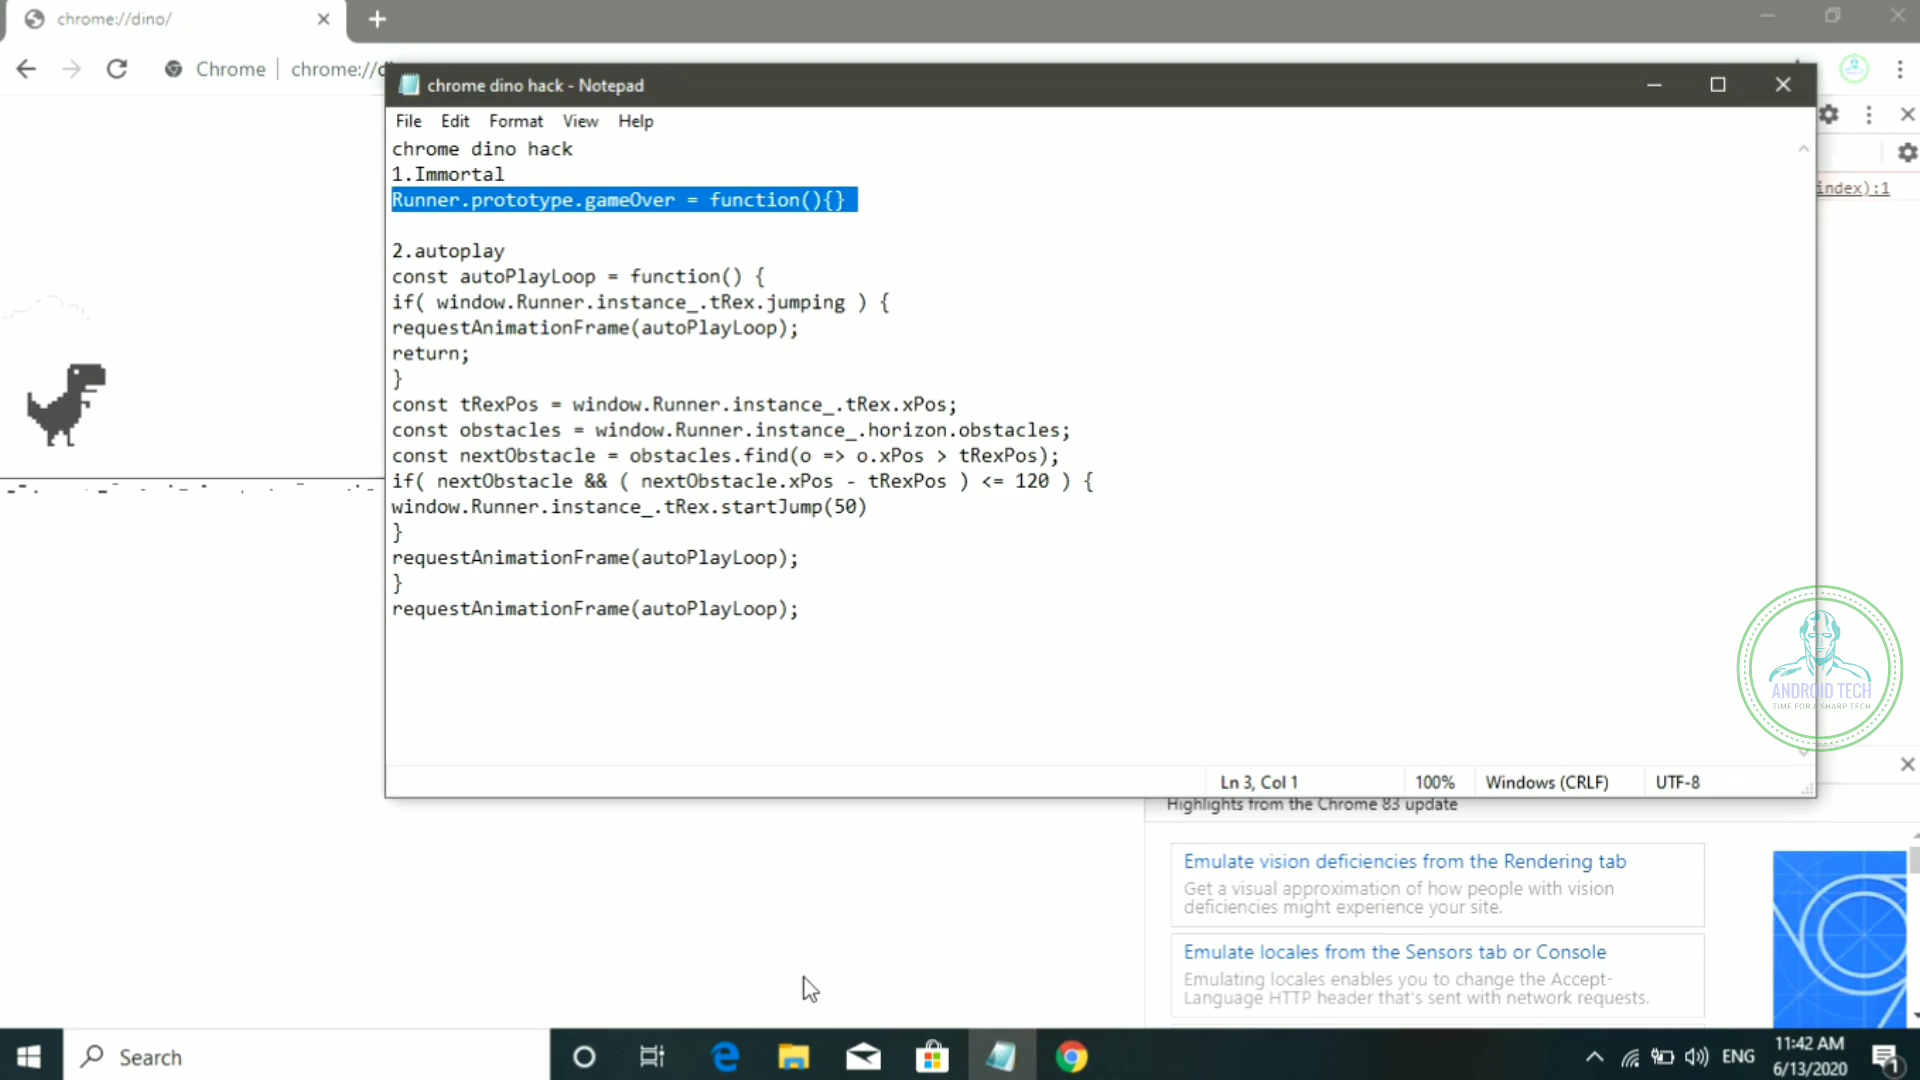 chrome://dino/
Chrome
chrome://d
chrome dino hack - Notepad
File Edit Format View Help
chrome dino hack
1.Immortal
Runner.prototype.gameOver = function(){}
2.autoplay
const autoPlayLoop = function() {
if( window.Runner.instance_.tRex.jumping ) {
requestAnimationFrame(autoPlayLoop);
return;
}
const tRexPos = window.Runner.instance_.tRex.xPos;
const obstacles = window.Runner.instance_.horizon.obstacles;
const nextObstacle = obstacles.find(o => o.xPos > tRexPos);
if( nextObstacle && ( nextObstacle.xPos - tRexPos ) <= 120 ) {
window.Runner.instance_.tRex.startJump(50)
}
requestAnimationFrame(autoPlayLoop);
}
requestAnimationFrame(autoPlayLoop);
index):1
ANDROID TECH
TIME FOR A SHARP TECH
Ln 3, Col 1 100% Windows (CRLF) UTF-8
Highlights from the Chrome 83 update
Emulate vision deficiencies from the Rendering tab
Get a visual approximation of how people with vision
deficiencies might experience your site.
Emulate locales from the Sensors tab or Console
Emulating locales enables you to change the Accept-
Language HTTP header that's sent with network requests.
Search
ENG
11:42 AM
6/13/2020
1